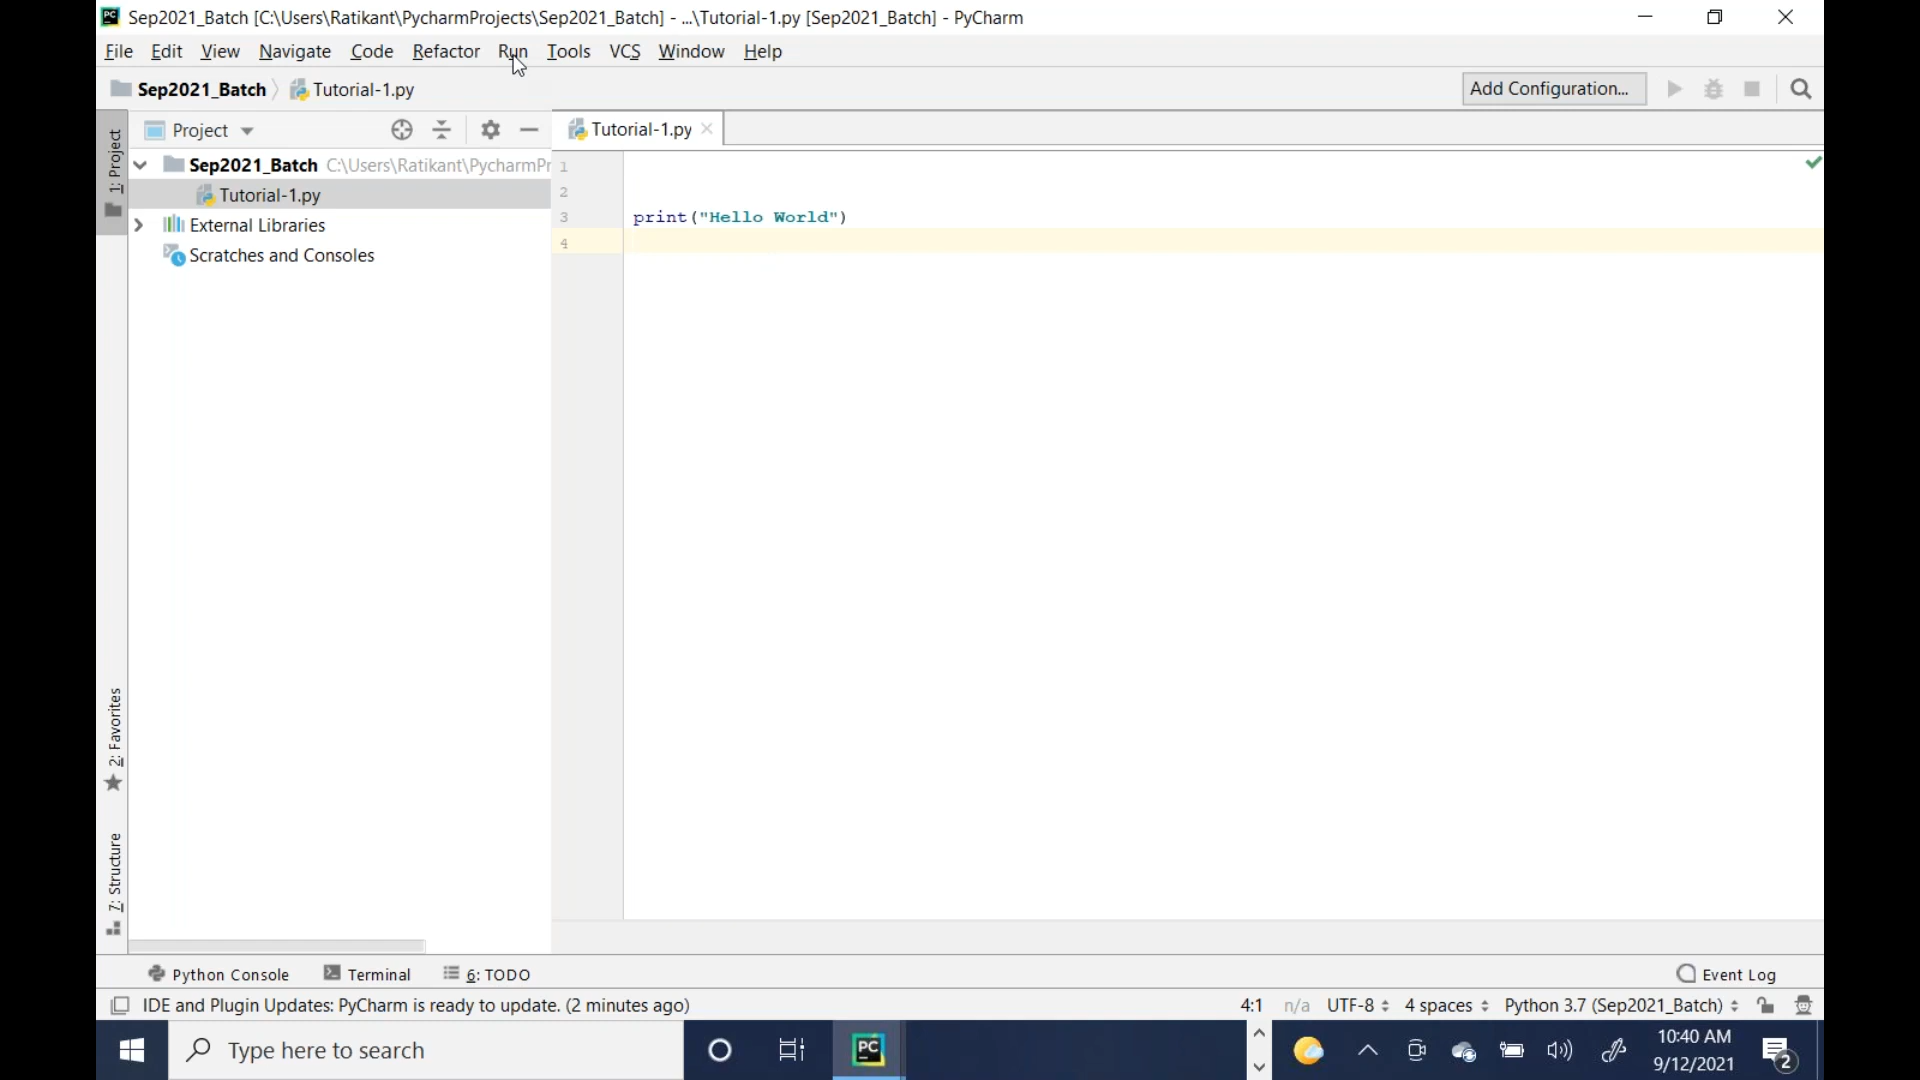 Sep2021_Batch [C:\Users\Ratikant\PycharmProjects\Sep2021_Batch] - ...\Tutorial-1.py [Sep2021_Batch] - PyCharm
File Edit View Navigate Code Refactor Run Tools VCS Window Help
Sep2021_Batch Tutorial-1.py Add Configuration...
1: Project
Project
Tutorial-1.py
Sep2021_Batch C:\Users\Ratikant\PycharmPr
Tutorial-1.py
External Libraries
Scratches and Consoles
1
2
3 print("Hello World")
4
2: Favorites
7: Structure
Python Console Terminal 6: TODO Event Log
IDE and Plugin Updates: PyCharm is ready to update. (2 minutes ago) 4:1 n/a UTF-8 4 spaces Python 3.7 (Sep2021_Batch)
Type here to search PC 10:40 AM
9/12/2021 2